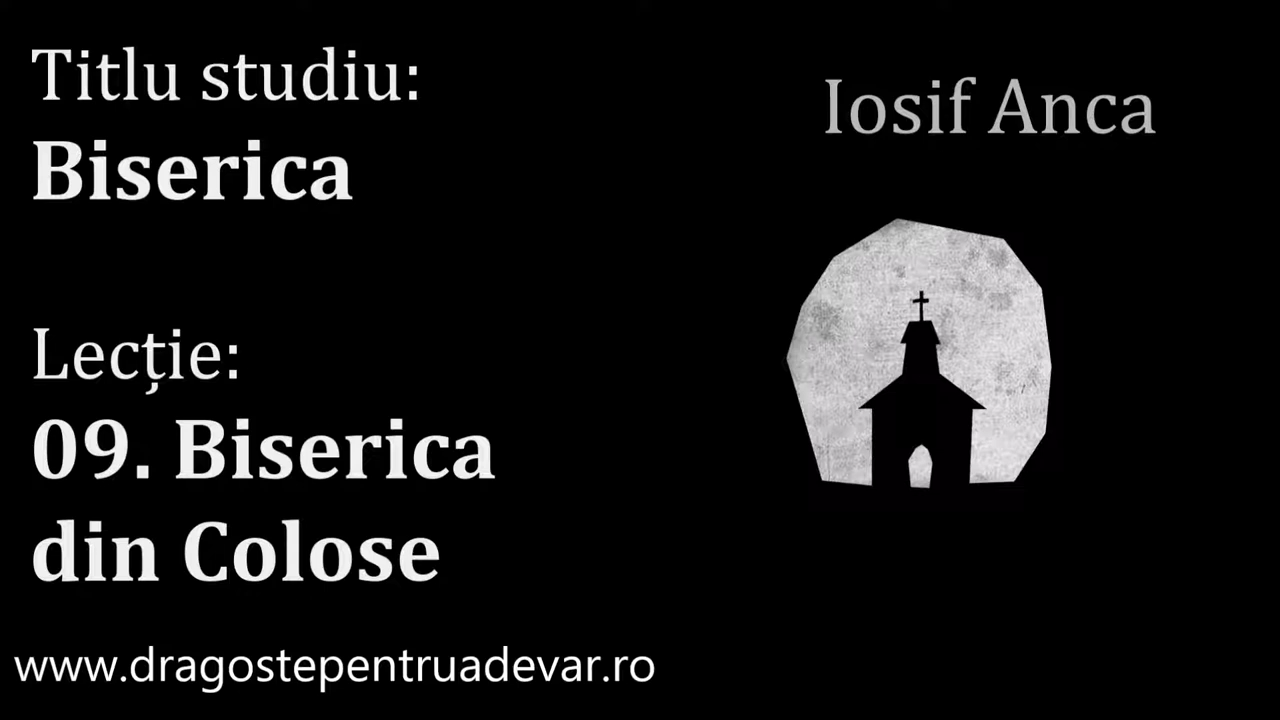 Titlu studiu:
Biserica
Iosif Anca
Lecție:
09. Biserica
din Colose
www.dragostepentruadevar.ro